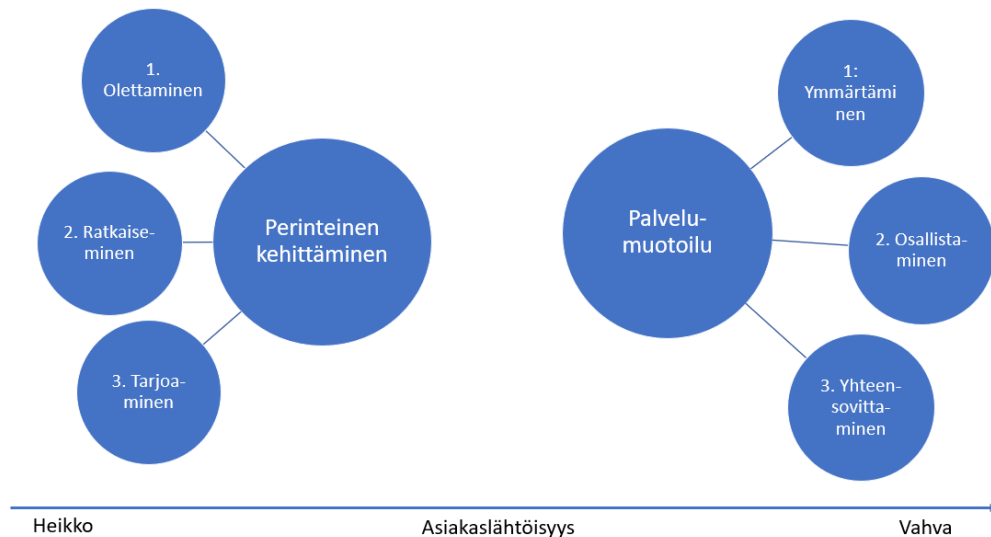 1.
Olettaminen
2. Ratkaise-
minen
3. Tarjoa-
minen
Perinteinen
kehittäminen
Palvelu-
muotoilu
1:
Ymmärtämi
nen
2. Osallista-
minen
3. Yhteen-
sovitta-
minen
Heikko
Asiakaslähtöisyys
Vahva